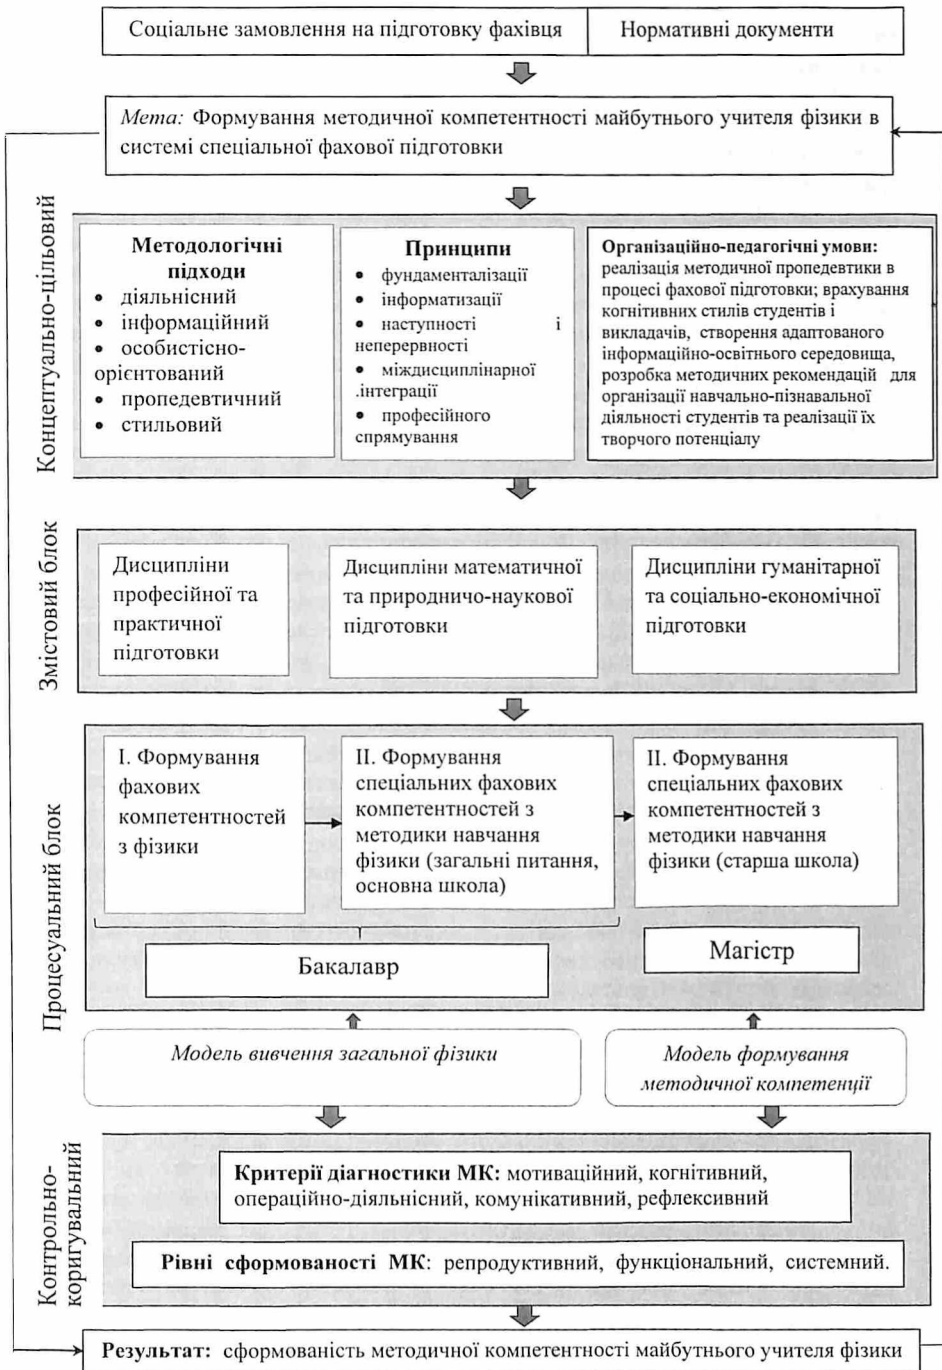 Соціальне замовлення на підготовку фахівця
Нормативні документи
Мета: Формування методичної компетентності майбутнього учителя фізики в
системі спеціальної фахової підготовки
Концептуально-цільовий
Методологічні
підходи
• діяльнісний
• інформаційний
• особистісно-
орієнтований
• пропедевтичний
• стильовий
Принципи
• фундаменталізації
• інформатизації
• наступності і
неперервності
• міждисциплінарної
.інтеграції
• професійного
спрямування
Організаційно-педагогічні умови:
реалізація методичної пропедевтики в
процесі фахової підготовки; врахування
когнітивних стилів студентів і
викладачів, створення адаптованого
інформаційно-освітнього середовища,
розробка методичних рекомендацій для
організації навчально-пізнавальної
діяльності студентів та реалізації їх
творчого потенціалу
Змістовий блок
Дисципліни
професійної та
практичної
підготовки
Дисципліни математичної
та природничо-наукової
підготовки
Дисципліни гуманітарної
та соціально-економічної
підготовки
Процесуальний блок
І. Формування
фахових
компетентностей
з фізики
ІІ. Формування
спеціальних фахових
компетентностей з
методики навчання
фізики (загальні питання,
основна школа)
ІІ. Формування
спеціальних фахових
компетентностей з
методики навчання
фізики (старша школа)
Бакалавр
Магістр
Модель вивчення загальної фізики
Модель формування
методичної компетенції
Контрольно-
коригувальний
Критерії діагностики МК: мотиваційний, когнітивний,
операційно-діяльнісний, комунікативний, рефлексивний
Рівні сформованості МК: репродуктивний, функціональний, системний.
Результат: сформованість методичної компетентності майбутнього учителя фізики